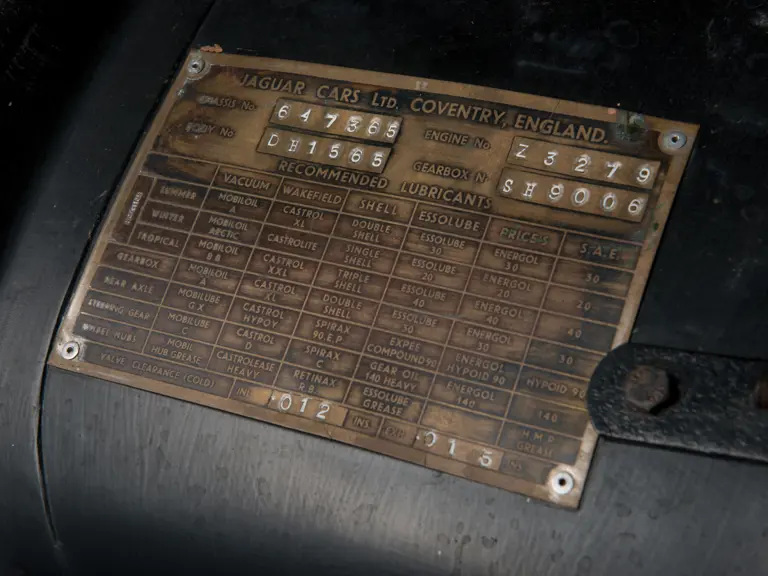 JAGUAR CARS LTD. COVENTRY, ENGLAND.
CHASSIS No 647365 ENGINE No Z3279
BODY No DH1565 GEARBOX No SH9006
RECOMMENDED LUBRICANTS
VACUUM WAKEFIELD SHELL ESSOLUBE PRICE'S S.A.E.
SUMMER MOBILOIL A CASTROL XL DOUBLE SHELL ESSOLUBE 30 ENERGOL 30 30
WINTER MOBILOIL ARCTIC CASTROLITE SINGLE SHELL ESSOLUBE 20 ENERGOL 20 20
TROPICAL MOBILOIL BB CASTROL XXL TRIPLE SHELL ESSOLUBE 40 ENERGOL 40 40
GEARBOX MOBILOIL A CASTROL XL DOUBLE SHELL ESSOLUBE 30 ENERGOL 30 30
REAR AXLE MOBILUBE GX CASTROL HYPOY SPIRAX 90.E.P EXPEE COMPOUND 90 ENERGOL HYPOID 90 HYPOID 90
STEERING GEAR MOBILUBE C CASTROL D SPIRAX C GEAR OIL 140 HEAVY ENERGOL 140 140
WHEEL HUBS MOBIL HUB GREASE CASTROLEASE HEAVY RETINAX R.B ESSOLUBE GREASE H.M.P. GREASE
VALVE CLEARANCE (COLD) INL .012 INS. EXH .015 INS.